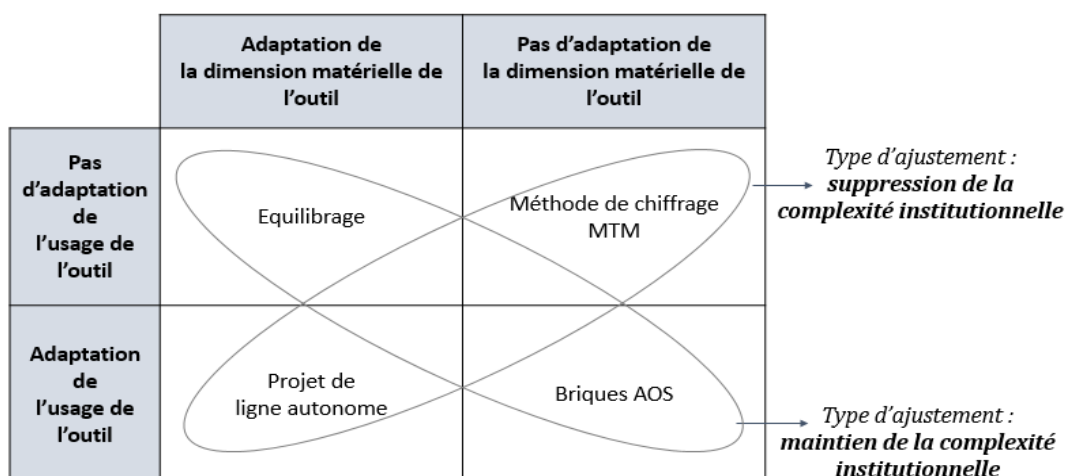 Adaptation de
la dimension matérielle de
l'outil
Pas d'adaptation de
la dimension matérielle de
l'outil
Pas
d'adaptation
de
l'usage de
l'outil
Equilibrage
Méthode de chiffrage
MTM
Type d'ajustement :
suppression de la
complexité institutionnelle
Adaptation
de
l'usage de
l'outil
Projet de
ligne autonome
Briques AOS
Type d'ajustement :
maintien de la complexité
institutionnelle